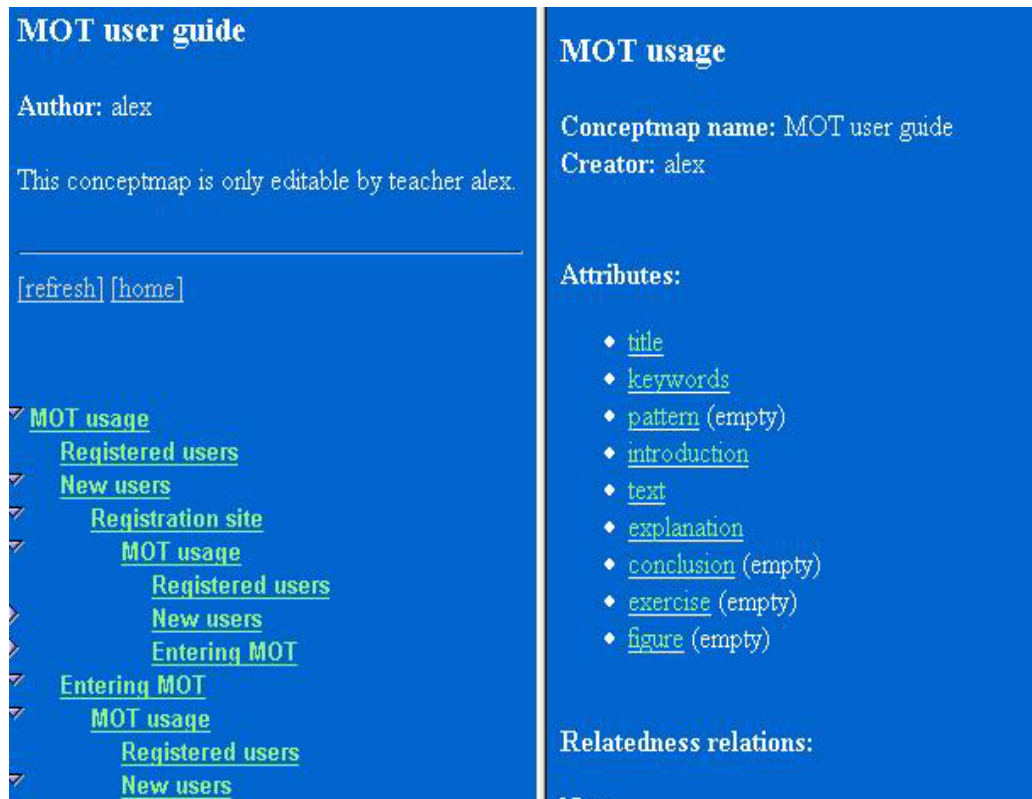 MOT user guide
Author: alex
This conceptmap is only editable by teacher alex.
[refresh] [home]
MOT usage
Registered users
New users
Registration site
MOT usage
Registered users
New users
Entering MOT
Entering MOT
MOT usage
Registered users
New users
MOT usage
Conceptmap name: MOT user guide
Creator: alex
Attributes:
title
keywords
pattern (empty)
introduction
text
explanation
conclusion (empty)
exercise (empty)
figure (empty)
Relatedness relations: